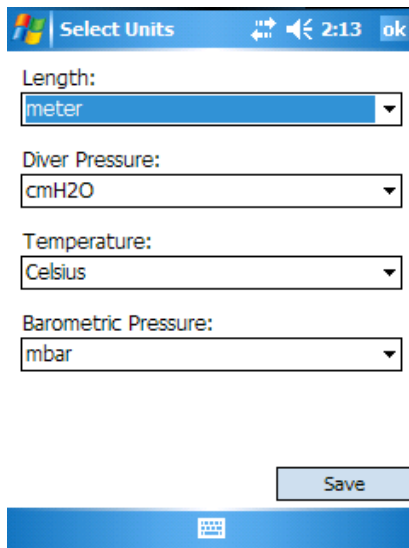 Select Units 2:13 ok
Length:
meter
Diver Pressure:
cmH2O
Temperature:
Celsius
Barometric Pressure:
mbar
Save